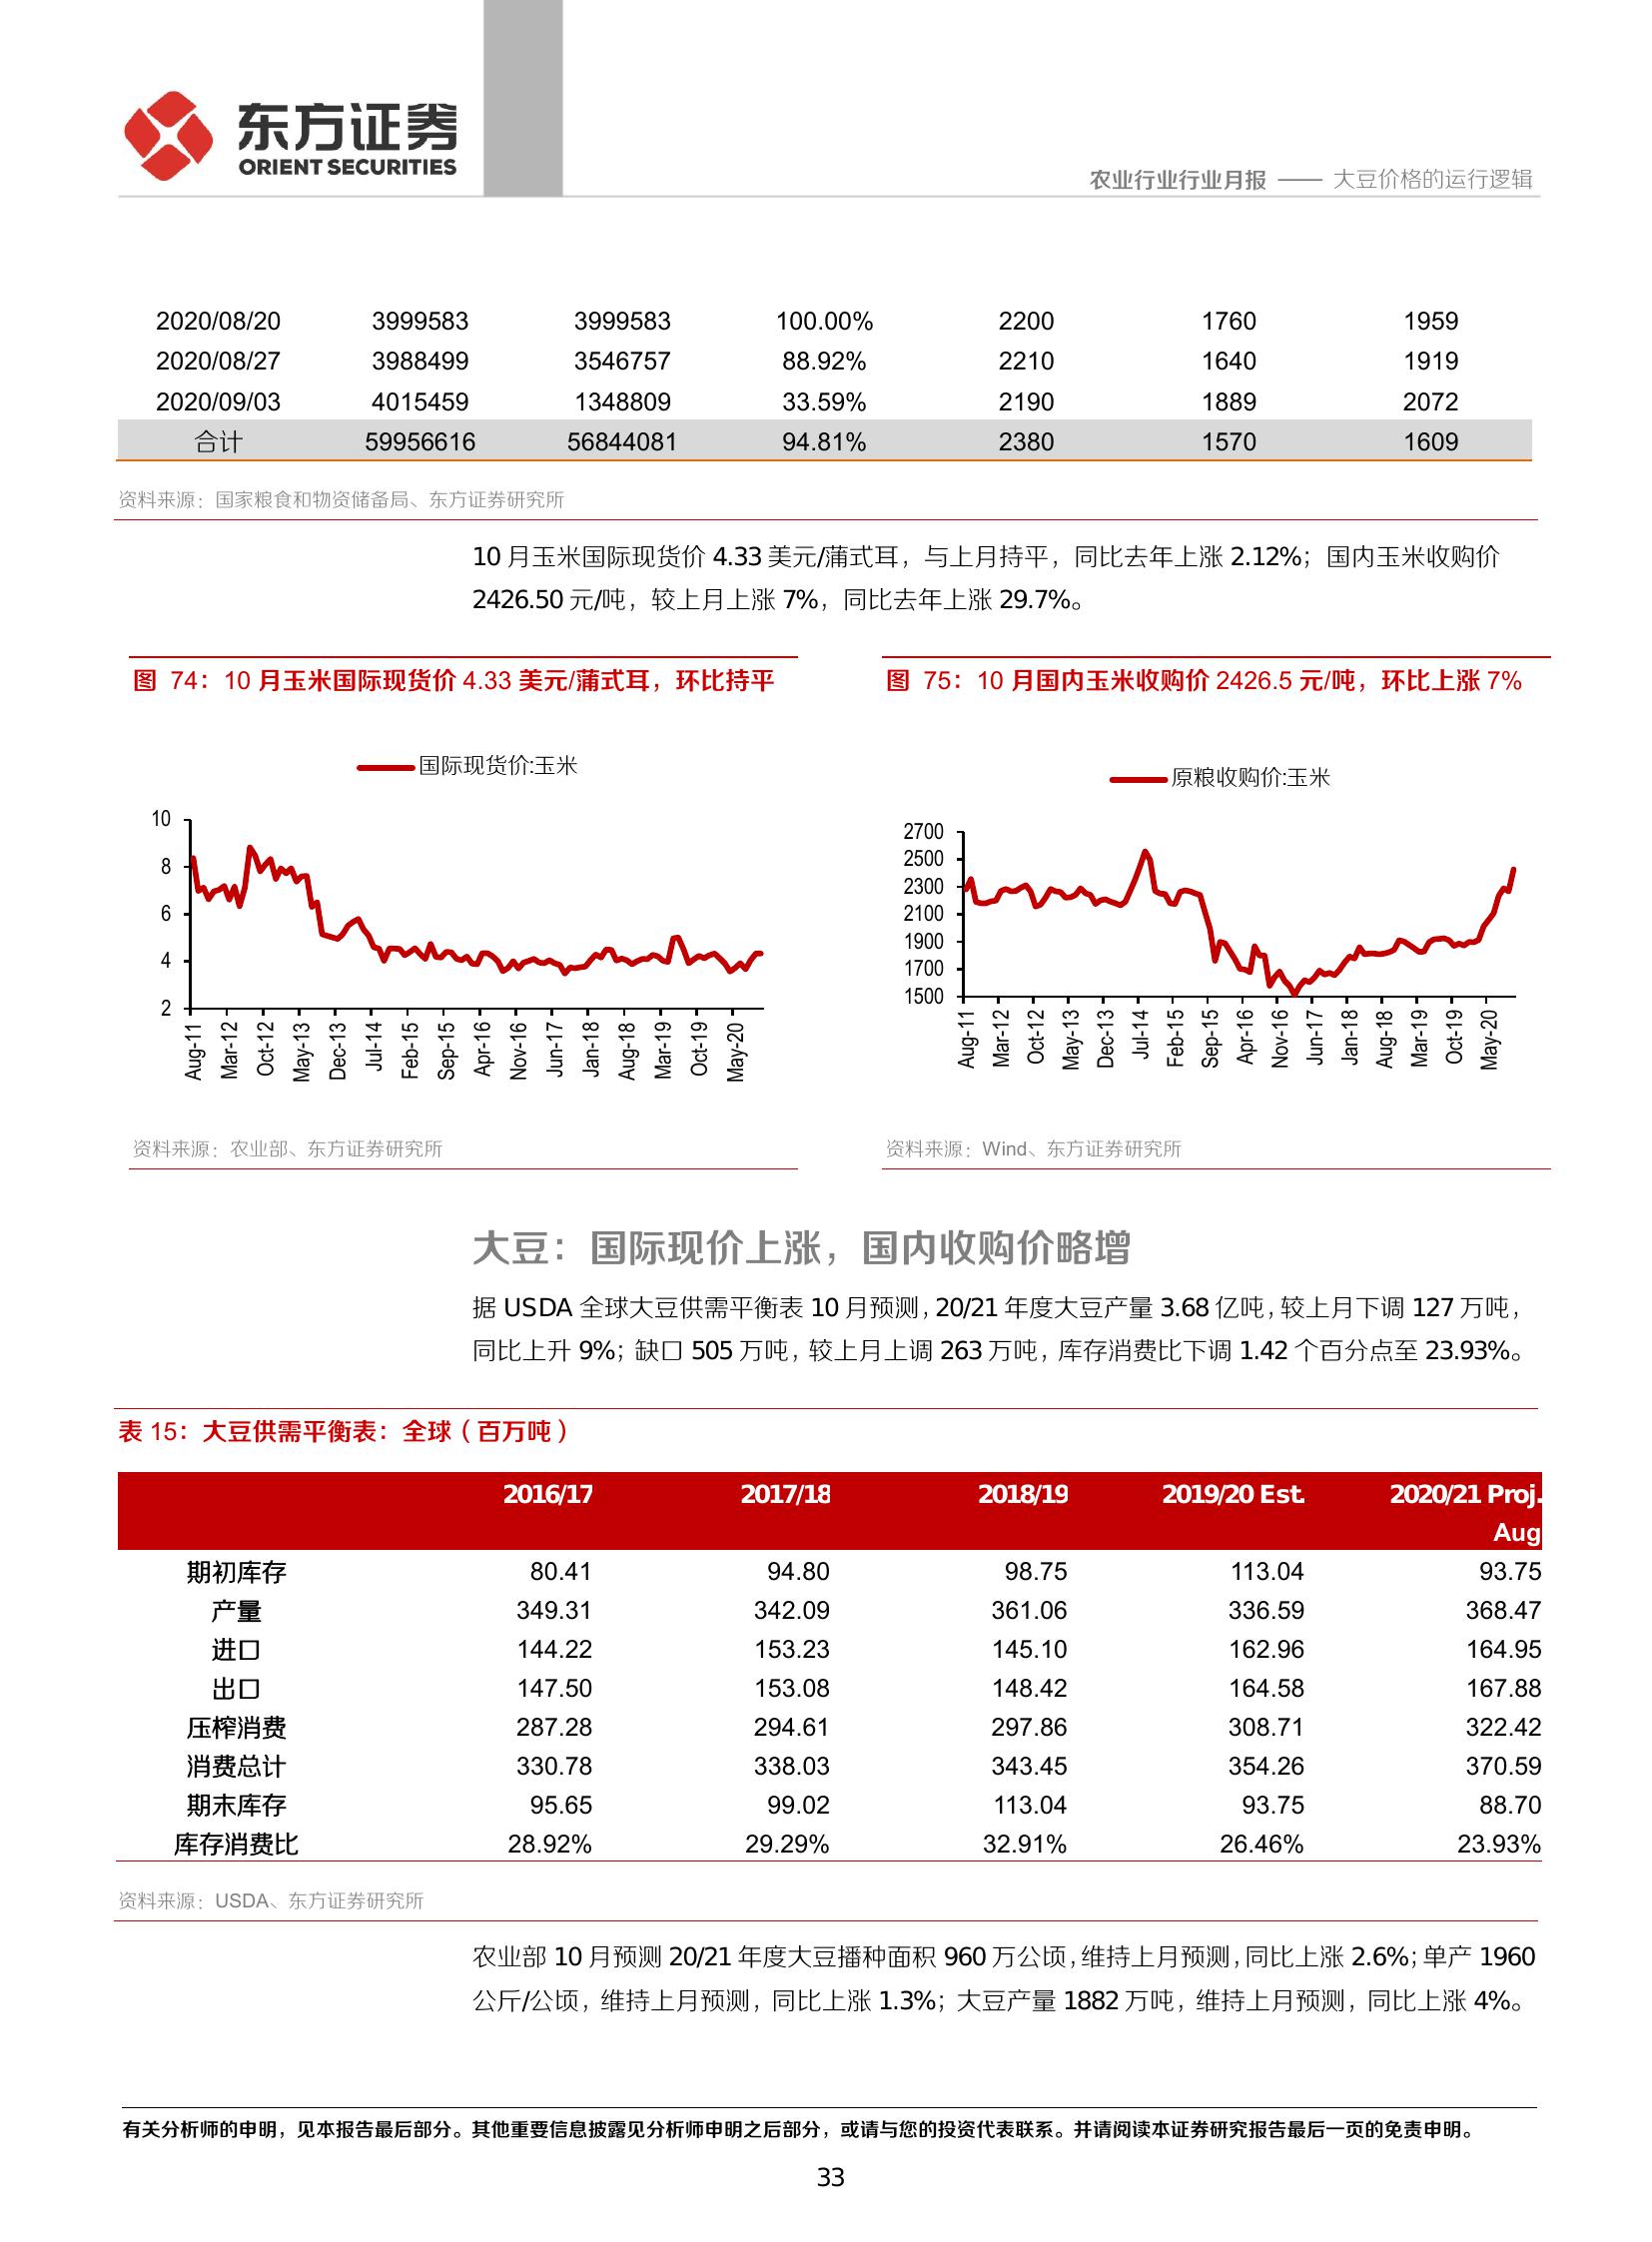 东方证券
ORIENT SECURITIES
农业行业行业月报 —— 大豆价格的运行逻辑
2020/08/20 3999583 3999583 100.00% 2200 1760 1959
2020/08/27 3988499 3546757 88.92% 2210 1640 1919
2020/09/03 4015459 1348809 33.59% 2190 1889 2072
合计 59956616 56844081 94.81% 2380 1570 1609
资料来源：国家粮食和物资储备局、东方证券研究所
10 月玉米国际现货价 4.33 美元/蒲式耳，与上月持平，同比去年上涨 2.12%；国内玉米收购价
2426.50 元/吨，较上月上涨 7%，同比去年上涨 29.7%。
图 74：10 月玉米国际现货价 4.33 美元/蒲式耳，环比持平
国际现货价:玉米
10
8
6
4
2
Aug-11 Mar-12 Oct-12 May-13 Dec-13 Jul-14 Feb-15 Sep-15 Apr-16 Nov-16 Jun-17 Jan-18 Aug-18 Mar-19 Oct-19 May-20
资料来源：农业部、东方证券研究所
图 75：10 月国内玉米收购价 2426.5 元/吨，环比上涨 7%
原粮收购价:玉米
2700
2500
2300
2100
1900
1700
1500
Aug-11 Mar-12 Oct-12 May-13 Dec-13 Jul-14 Feb-15 Sep-15 Apr-16 Nov-16 Jun-17 Jan-18 Aug-18 Mar-19 Oct-19 May-20
资料来源：Wind、东方证券研究所
大豆：国际现价上涨，国内收购价略增
据 USDA 全球大豆供需平衡表 10 月预测，20/21 年度大豆产量 3.68 亿吨，较上月下调 127 万吨，
同比上升 9%；缺口 505 万吨，较上月上调 263 万吨，库存消费比下调 1.42 个百分点至 23.93%。
表 15：大豆供需平衡表：全球（百万吨）
2016/17 2017/18 2018/19 2019/20 Est. 2020/21 Proj.
Aug
期初库存 80.41 94.80 98.75 113.04 93.75
产量 349.31 342.09 361.06 336.59 368.47
进口 144.22 153.23 145.10 162.96 164.95
出口 147.50 153.08 148.42 164.58 167.88
压榨消费 287.28 294.61 297.86 308.71 322.42
消费总计 330.78 338.03 343.45 354.26 370.59
期末库存 95.65 99.02 113.04 93.75 88.70
库存消费比 28.92% 29.29% 32.91% 26.46% 23.93%
资料来源：USDA、东方证券研究所
农业部 10 月预测 20/21 年度大豆播种面积 960 万公顷，维持上月预测，同比上涨 2.6%；单产 1960
公斤/公顷，维持上月预测，同比上涨 1.3%；大豆产量 1882 万吨，维持上月预测，同比上涨 4%。
有关分析师的申明，见本报告最后部分。其他重要信息披露见分析师申明之后部分，或请与您的投资代表联系。并请阅读本证券研究报告最后一页的免责申明。
33